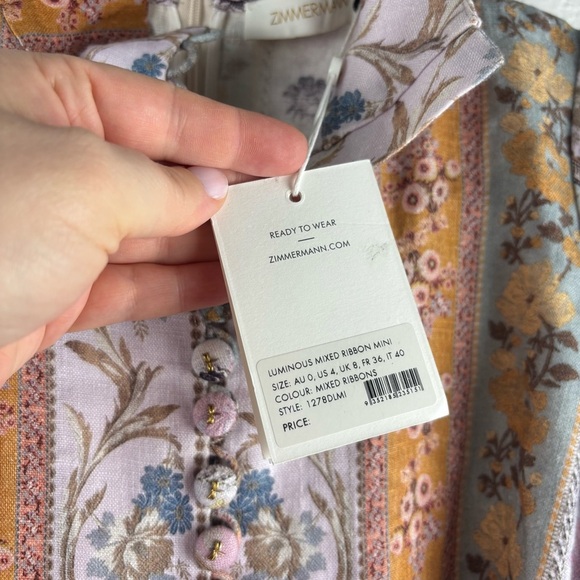 ZIMMERMANN
READY TO WEAR
ZIMMERMANN.COM
LUMINOUS MIXED RIBBON MINI
SIZE: AU 0, US 4, UK 8, FR 36, IT 40
COLOUR: MIXED RIBBONS
STYLE: 1278DLMI
PRICE:
9352185235151